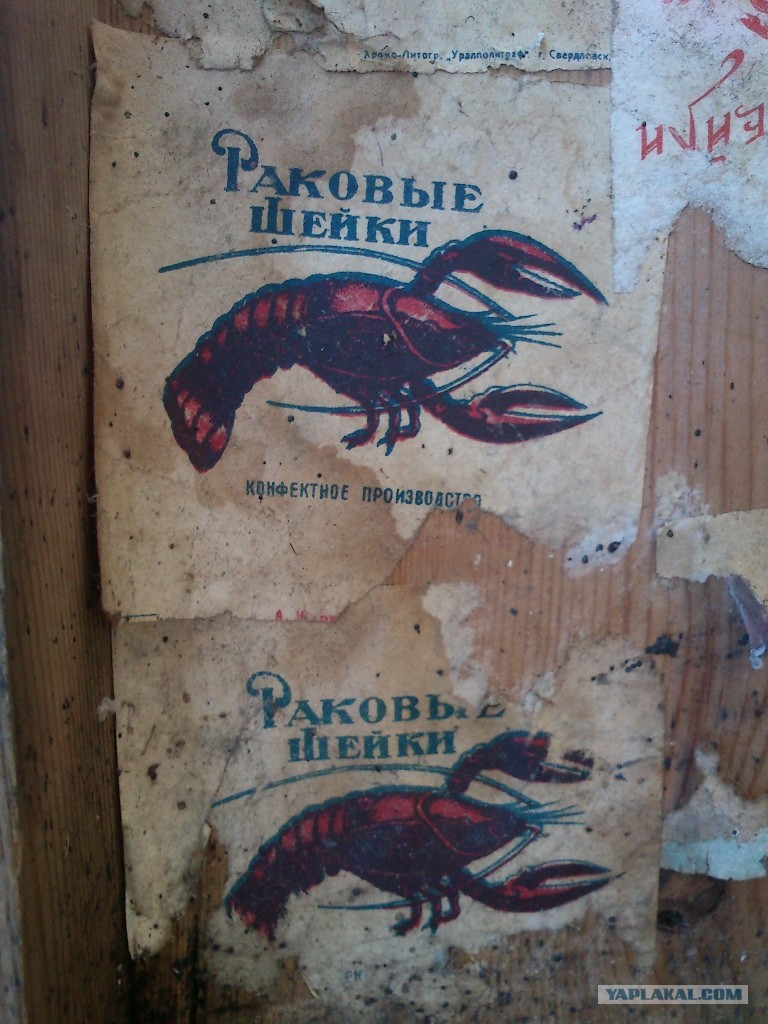 Хромо-Литогр. „Уралполиграф" г. Свердловск
РАКОВЫЕ
ШЕЙКИ
КОНФЕКТНОЕ ПРОИЗВОДСТВО
РАКОВЫЕ
ШЕЙКИ
YAPLAKAL.COM